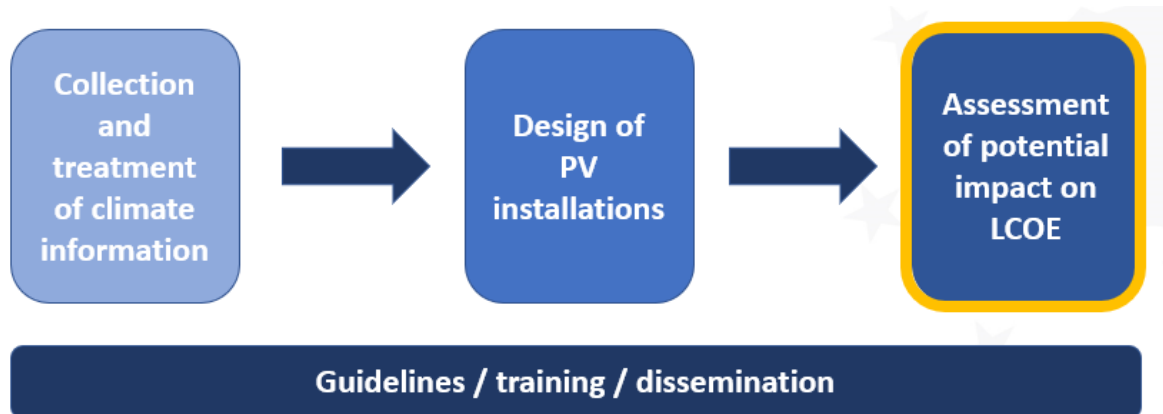 Collection
and
treatment
of climate
information
Design of
PV
installations
Assessment
of potential
impact on
LCOE
Guidelines / training / dissemination